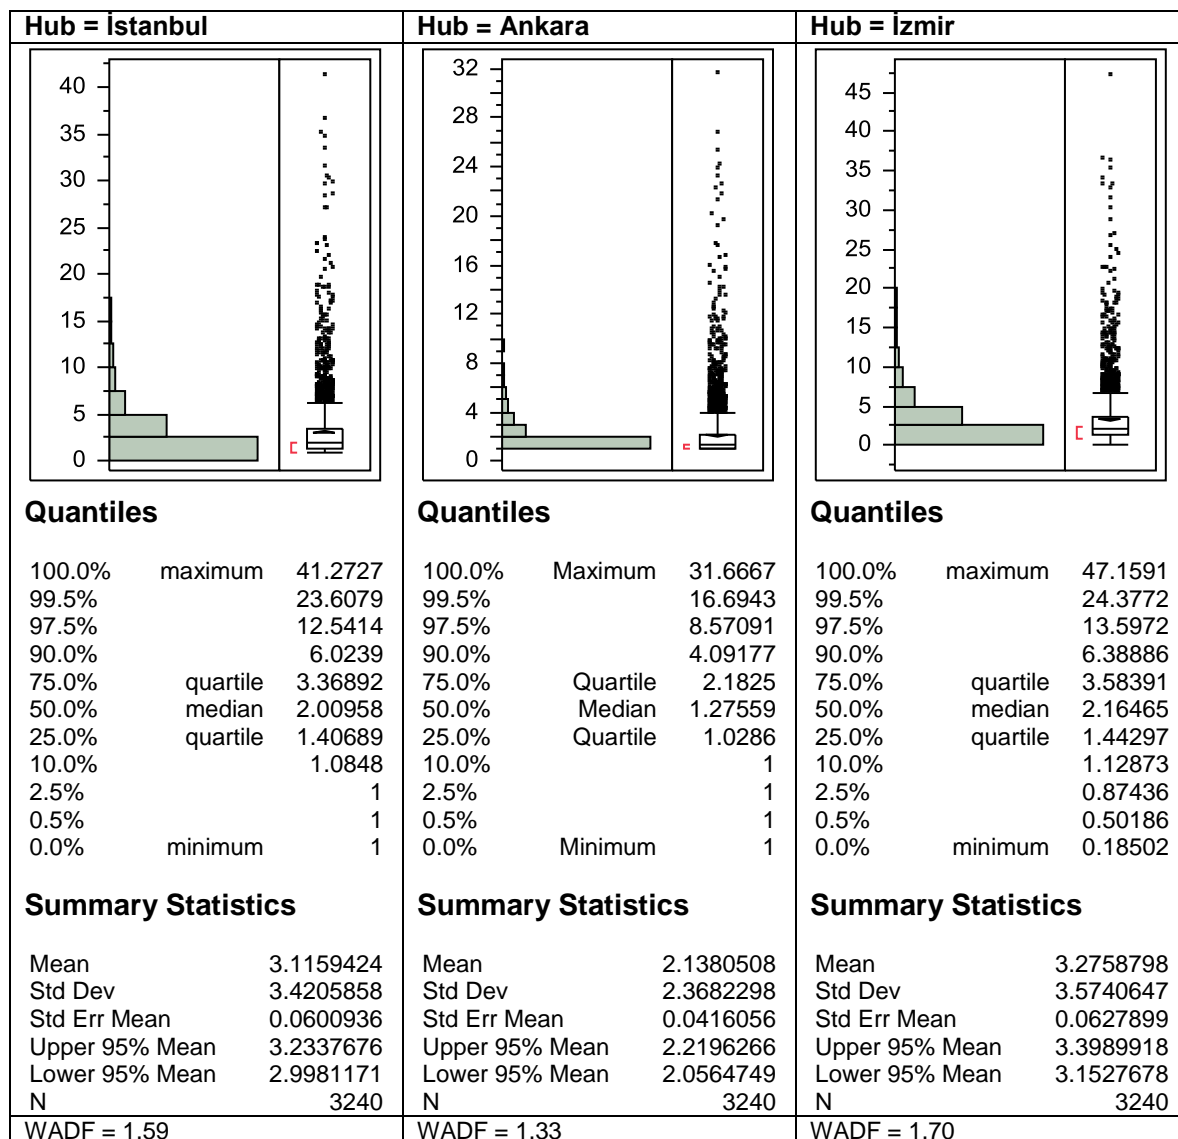 Hub = İstanbul
40
35
30
25
20
15
10
5
0
Quantiles
100.0% maximum 41.2727
99.5% 23.6079
97.5% 12.5414
90.0% 6.0239
75.0% quartile 3.36892
50.0% median 2.00958
25.0% quartile 1.40689
10.0% 1.0848
2.5% 1
0.5% 1
0.0% minimum 1
Summary Statistics
Mean 3.1159424
Std Dev 3.4205858
Std Err Mean 0.0600936
Upper 95% Mean 3.2337676
Lower 95% Mean 2.9981171
N 3240
WADF = 1.59
Hub = Ankara
32
28
24
20
16
12
8
4
0
Quantiles
100.0% Maximum 31.6667
99.5% 16.6943
97.5% 8.57091
90.0% 4.09177
75.0% Quartile 2.1825
50.0% Median 1.27559
25.0% Quartile 1.0286
10.0% 1
2.5% 1
0.5% 1
0.0% Minimum 1
Summary Statistics
Mean 2.1380508
Std Dev 2.3682298
Std Err Mean 0.0416056
Upper 95% Mean 2.2196266
Lower 95% Mean 2.0564749
N 3240
WADF = 1.33
Hub = İzmir
45
40
35
30
25
20
15
10
5
0
Quantiles
100.0% maximum 47.1591
99.5% 24.3772
97.5% 13.5972
90.0% 6.38886
75.0% quartile 3.58391
50.0% median 2.16465
25.0% quartile 1.44297
10.0% 1.12873
2.5% 0.87436
0.5% 0.50186
0.0% minimum 0.18502
Summary Statistics
Mean 3.2758798
Std Dev 3.5740647
Std Err Mean 0.0627899
Upper 95% Mean 3.3989918
Lower 95% Mean 3.1527678
N 3240
WADF = 1.70